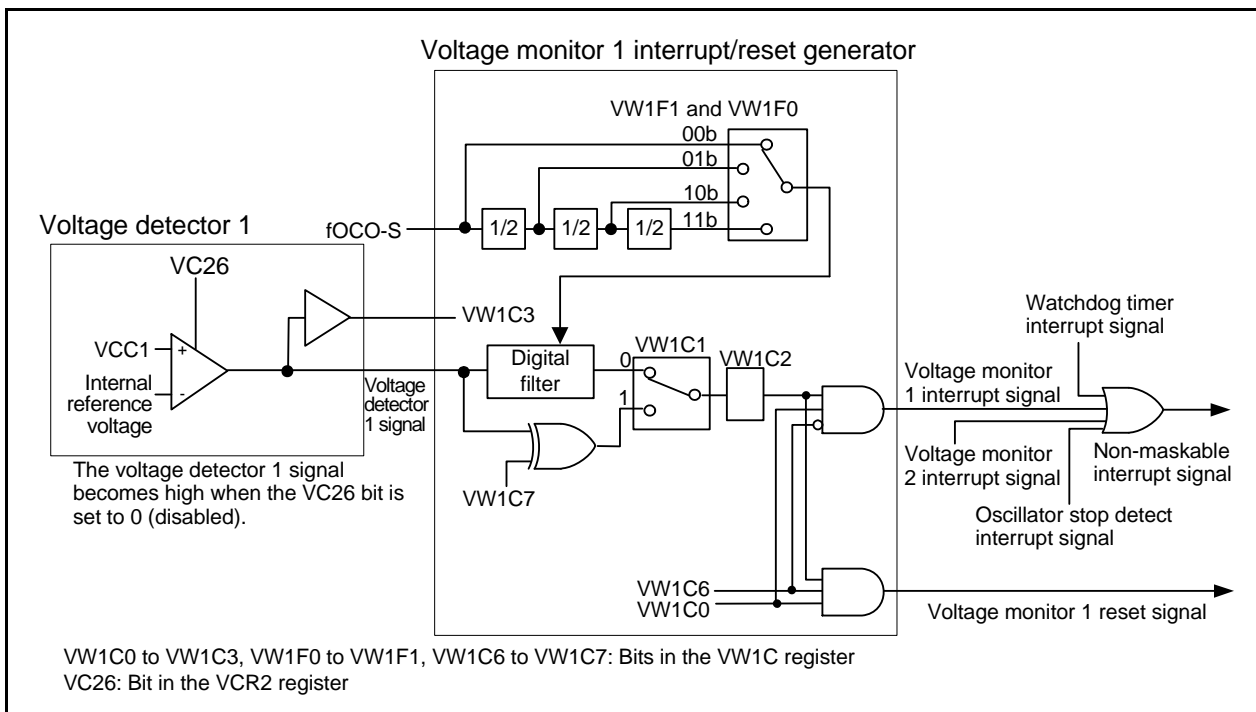 Voltage monitor 1 interrupt/reset generator
VW1F1 and VW1F0
00b
01b
10b
11b
fOCO-S
1/2
1/2
1/2
Voltage detector 1
VC26
VCC1
+
Internal
reference
voltage
-
VW1C3
Voltage
detector
1 signal
Digital
filter
0
1
VW1C1
VW1C2
VW1C7
The voltage detector 1 signal
becomes high when the VC26 bit is
set to 0 (disabled).
Watchdog timer
interrupt signal
Voltage monitor
1 interrupt signal
Voltage monitor
2 interrupt signal
Non-maskable
interrupt signal
Oscillator stop detect
interrupt signal
VW1C6
VW1C0
Voltage monitor 1 reset signal
VW1C0 to VW1C3, VW1F0 to VW1F1, VW1C6 to VW1C7: Bits in the VW1C register
VC26: Bit in the VCR2 register